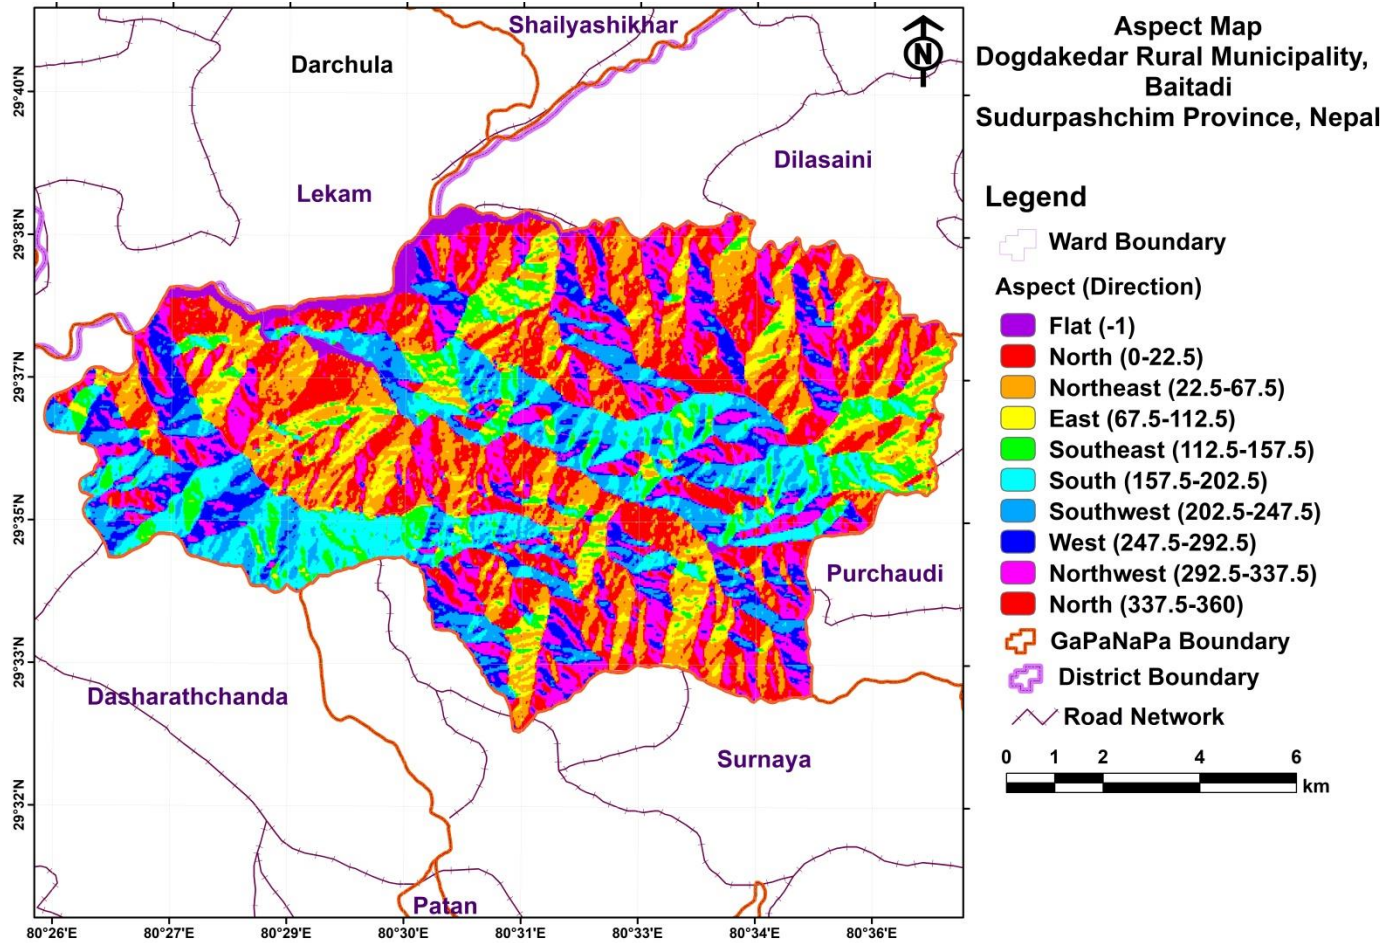 Aspect Map
Dogdakedar Rural Municipality,
Baitadi
Sudurpashchim Province, Nepal
Shailyashikhar
Darchula
N
Dilasaini
Lekam
Purchaudi
Dasharathchanda
Surnaya
Patan
29°40'N
29°38'N
29°37'N
29°35'N
29°33'N
29°32'N
80°26'E
80°27'E
80°29'E
80°30'E
80°31'E
80°33'E
80°34'E
80°36'E
Legend
Ward Boundary
Aspect (Direction)
Flat (-1)
North (0-22.5)
Northeast (22.5-67.5)
East (67.5-112.5)
Southeast (112.5-157.5)
South (157.5-202.5)
Southwest (202.5-247.5)
West (247.5-292.5)
Northwest (292.5-337.5)
North (337.5-360)
GaPaNaPa Boundary
District Boundary
Road Network
0 1 2 4 6
km